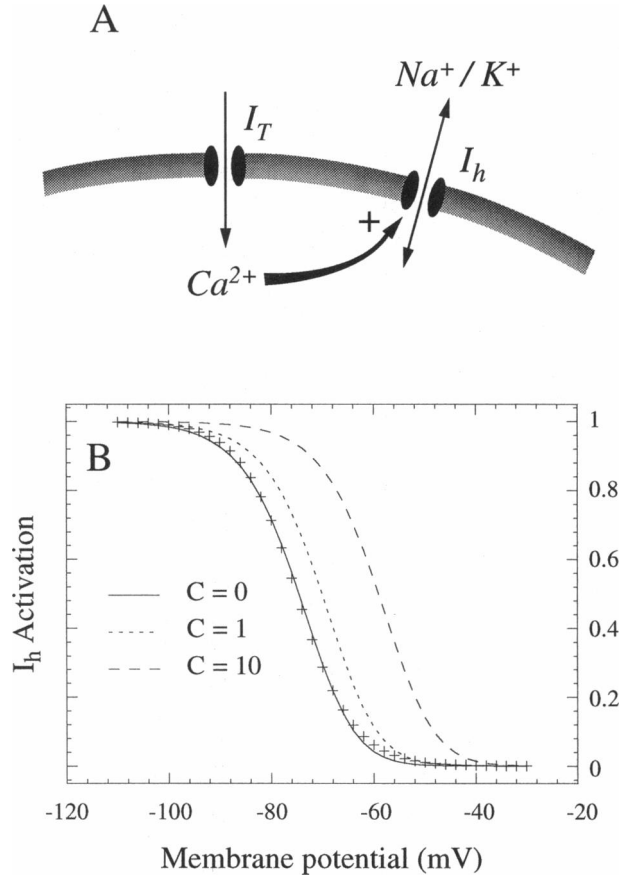 A
Na⁺ / K⁺
I_T
I_h
+
Ca²⁺
B
1
0.8
0.6
0.4
0.2
0
C = 0
C = 1
C = 10
I_h Activation
-120 -100 -80 -60 -40 -20
Membrane potential (mV)